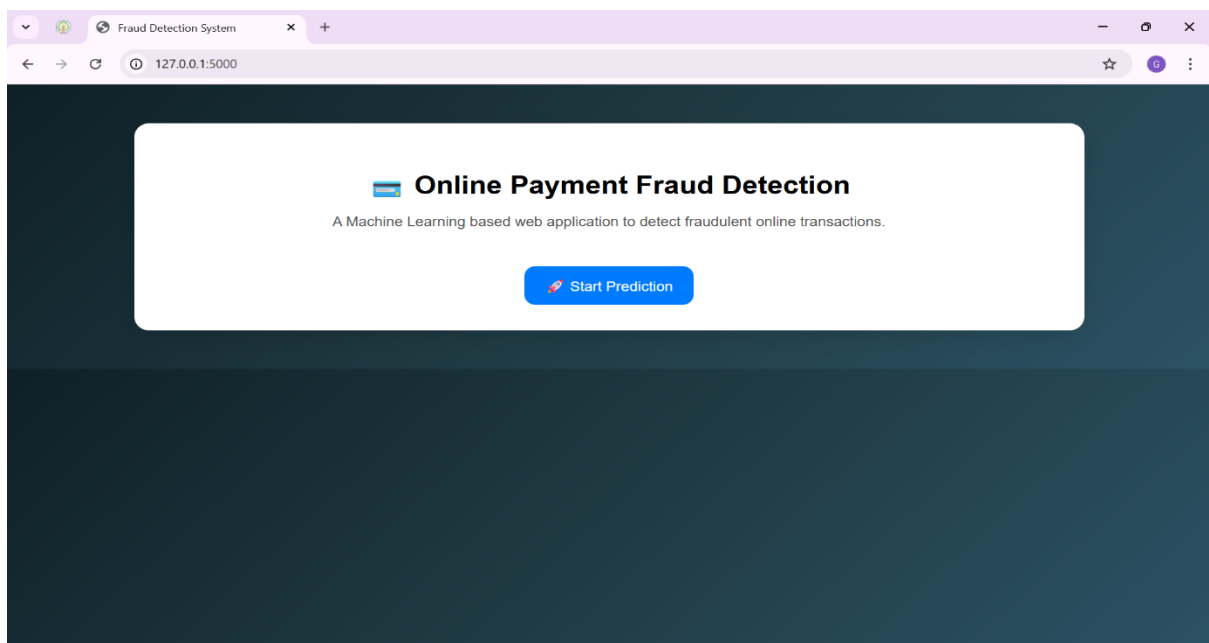 Fraud Detection System
127.0.0.1:5000
G
Online Payment Fraud Detection
A Machine Learning based web application to detect fraudulent online transactions.
Start Prediction